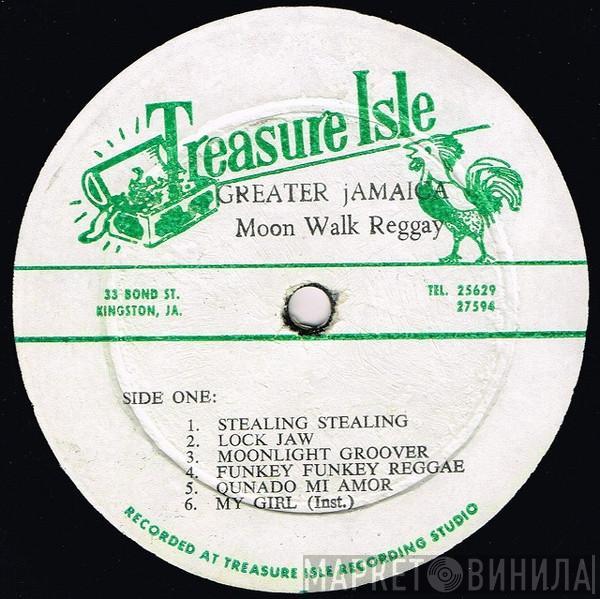 Treasure Isle
GREATER jAMAICA
Moon Walk Reggay
33 BOND ST.
KINGSTON, JA.
TEL. 25629
27594
SIDE ONE:
1. STEALING STEALING
2. LOCK JAW
3. MOONLIGHT GROOVER
4. FUNKEY FUNKEY REGGAE
5. QUNADO MI AMOR
6. MY GIRL (Inst.)
RECORDED AT TREASURE ISLE RECORDING STUDIO
МАРКЕТ ВИНИЛА